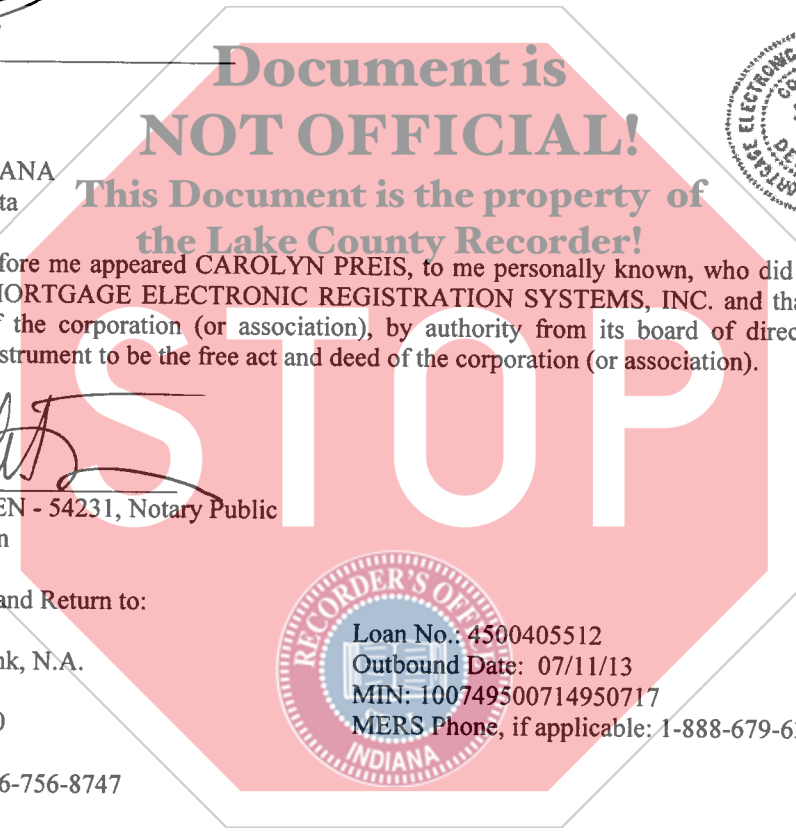 Document is
NOT OFFICIAL!
This Document is the property of
the Lake County Recorder!
MORTGAGE ELECTRONIC
ANA
ta
fore me appeared CAROLYN PREIS, to me personally known, who did
MORTGAGE ELECTRONIC REGISTRATION SYSTEMS, INC. and tha
f the corporation (or association), by authority from its board of direc
strument to be the free act and deed of the corporation (or association).
STOP
EN - 54231, Notary Public
n
and Return to:
nk, N.A.
0
6-756-8747
RECORDER'S OFFICE
INDIANA
Loan No.: 4500405512
Outbound Date: 07/11/13
MIN: 100749500714950717
MERS Phone, if applicable: 1-888-679-6